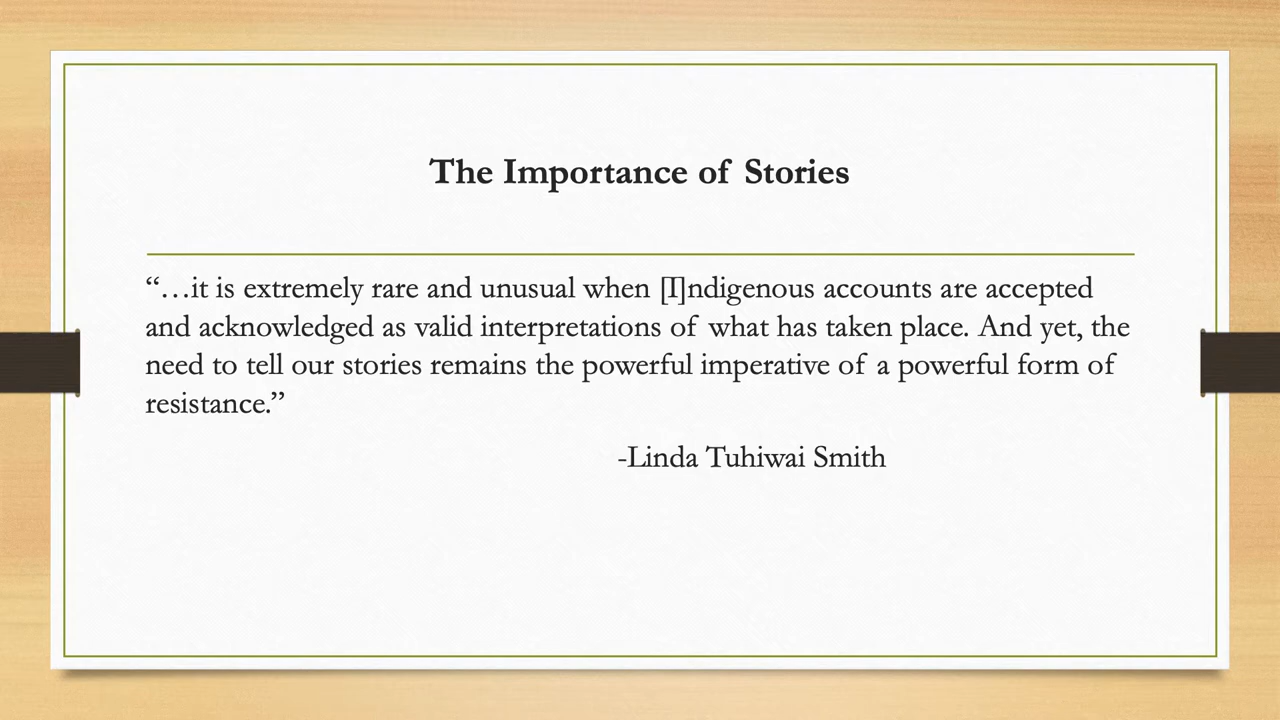 The Importance of Stories
“…it is extremely rare and unusual when [I]ndigenous accounts are accepted
and acknowledged as valid interpretations of what has taken place. And yet, the
need to tell our stories remains the powerful imperative of a powerful form of
resistance.”
-Linda Tuhiwai Smith